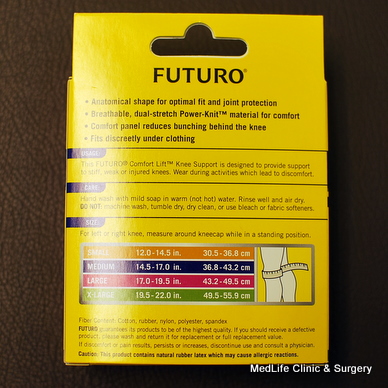 FUTURO®
• Anatomical shape for optimal fit and joint protection
• Breathable, dual-stretch Power-Knit™ material for comfort
• Comfort panel reduces bunching behind the knee
• Fits discreetly under clothing
USAGE
This FUTURO® Comfort Lift™ Knee Support is designed to provide support
to stiff, weak or injured knees. Wear during activities which lead to discomfort.
CARE
Hand wash with mild soap in warm (not hot) water. Rinse well and air dry.
DO NOT: machine wash, tumble dry, dry clean, or use bleach or fabric softeners.
SIZE
For left or right knee, measure around kneecap while in a standing position.
SMALL 12.0-14.5 in. 30.5-36.8 cm
MEDIUM 14.5-17.0 in. 36.8-43.2 cm
LARGE 17.0-19.5 in. 43.2-49.5 cm
X-LARGE 19.5-22.0 in. 49.5-55.9 cm
Fiber Content: Cotton, rubber, nylon, polyester, spandex
FUTURO guarantees its products to be of the highest quality. If you should receive a defective
product, please wash and return it for replacement or full replacement value.
If discomfort or pain results, persists or increases, discontinue use and consult a physician.
Caution: This product contains natural rubber latex which may cause allergic reactions.
MedLife Clinic & Surgery